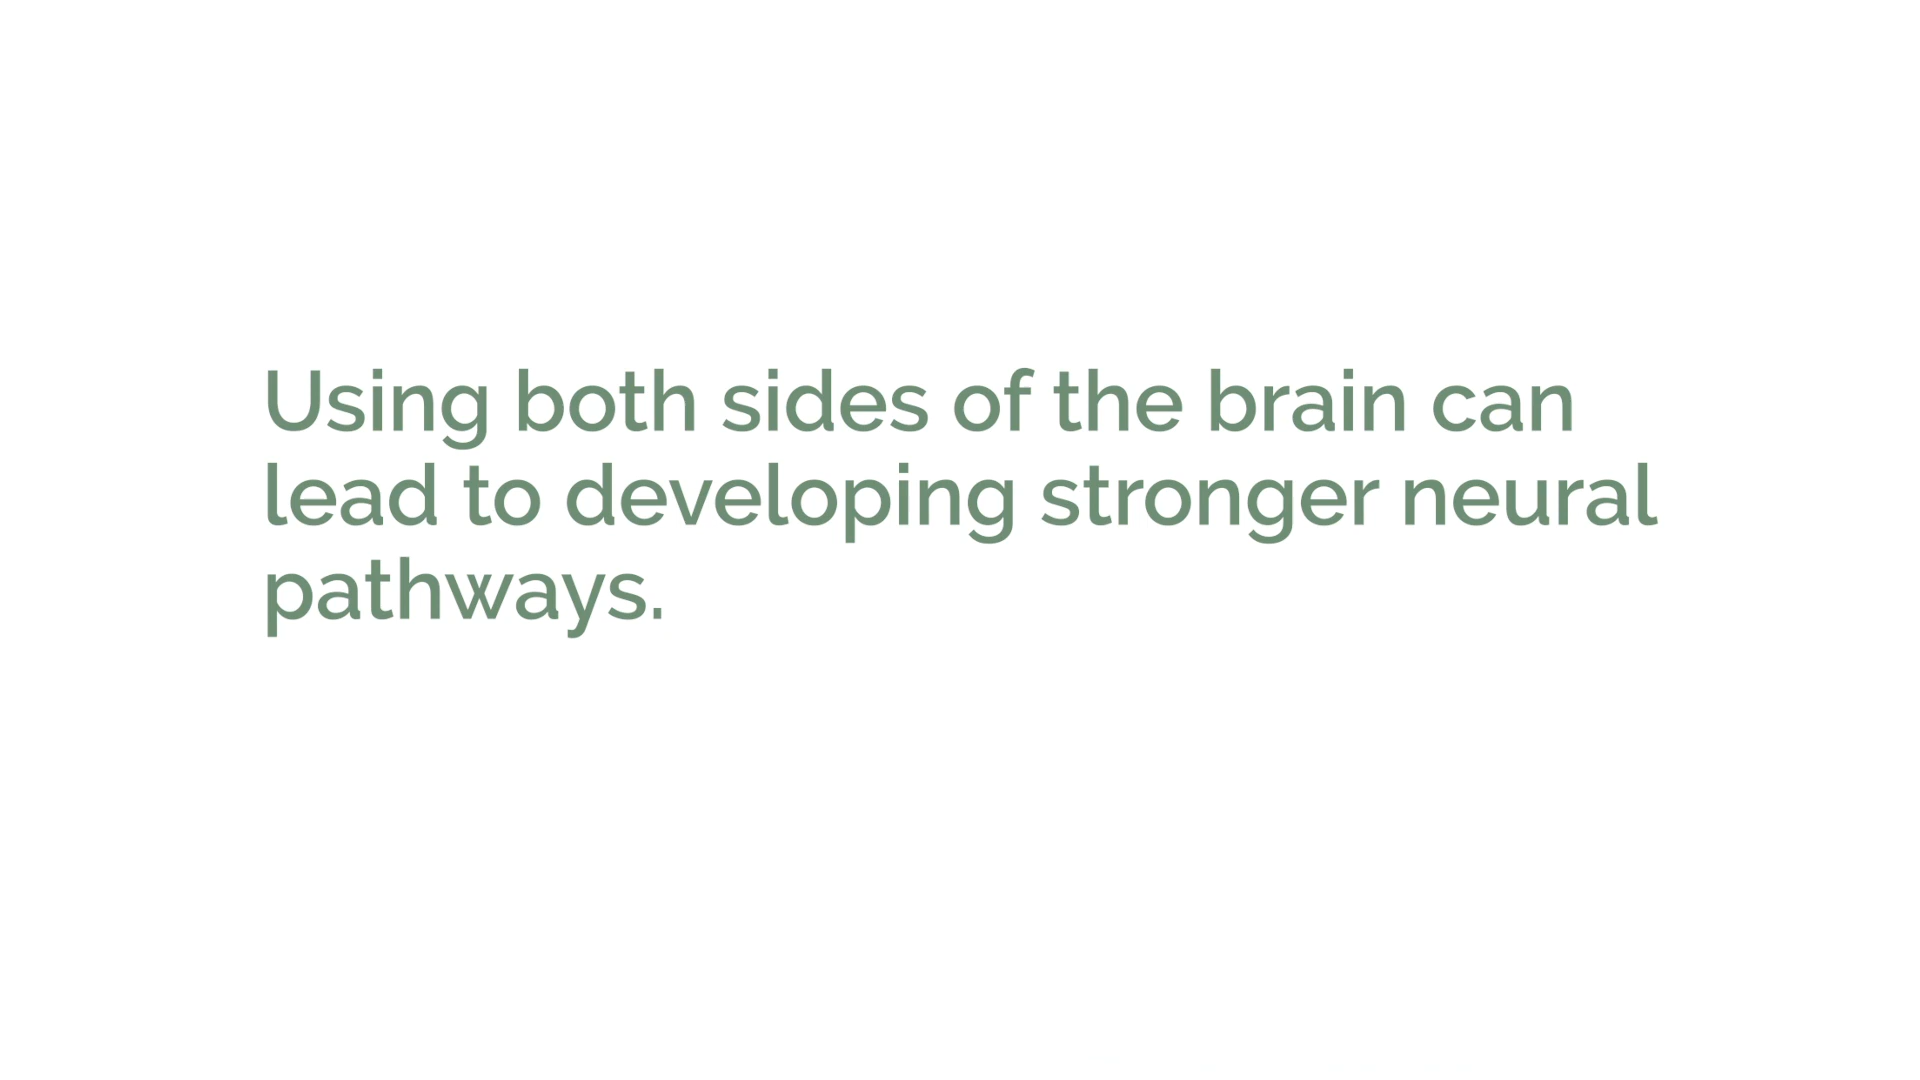 Using both sides of the brain can
lead to developing stronger neural
pathways.